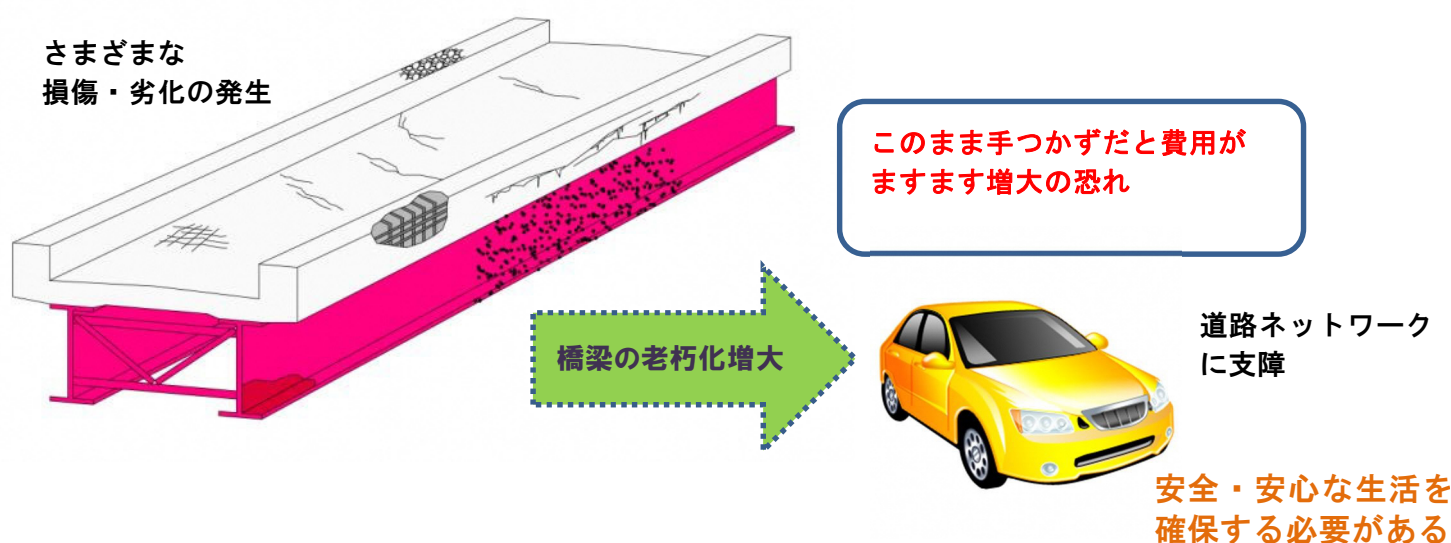 さまざまな
損傷・劣化の発生
このまま手つかずだと費用が
ますます増大の恐れ
橋梁の老朽化増大
道路ネットワーク
に支障
安全・安心な生活を
確保する必要がある